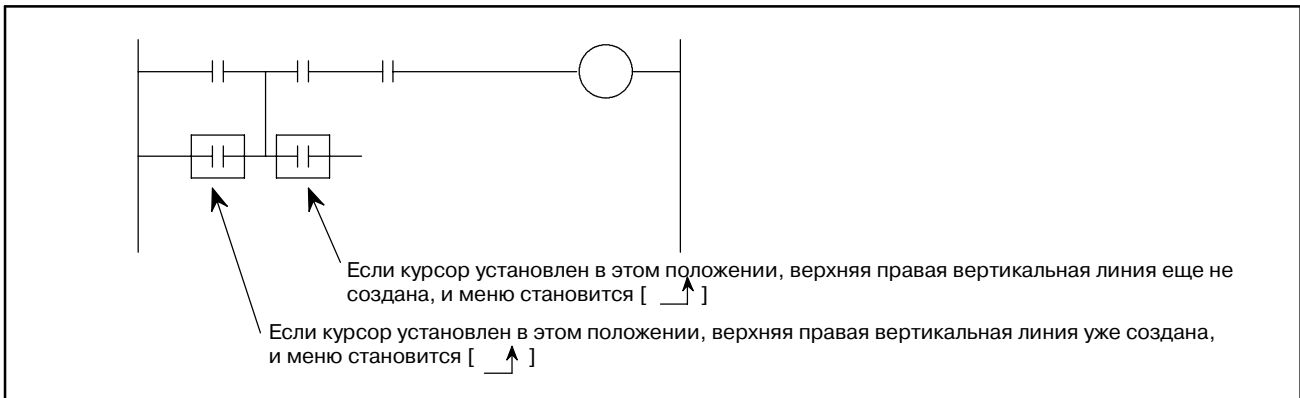 Если курсор установлен в этом положении, верхняя правая вертикальная линия еще не
создана, и меню становится [ ]
Если курсор установлен в этом положении, верхняя правая вертикальная линия уже создана,
и меню становится [ ]